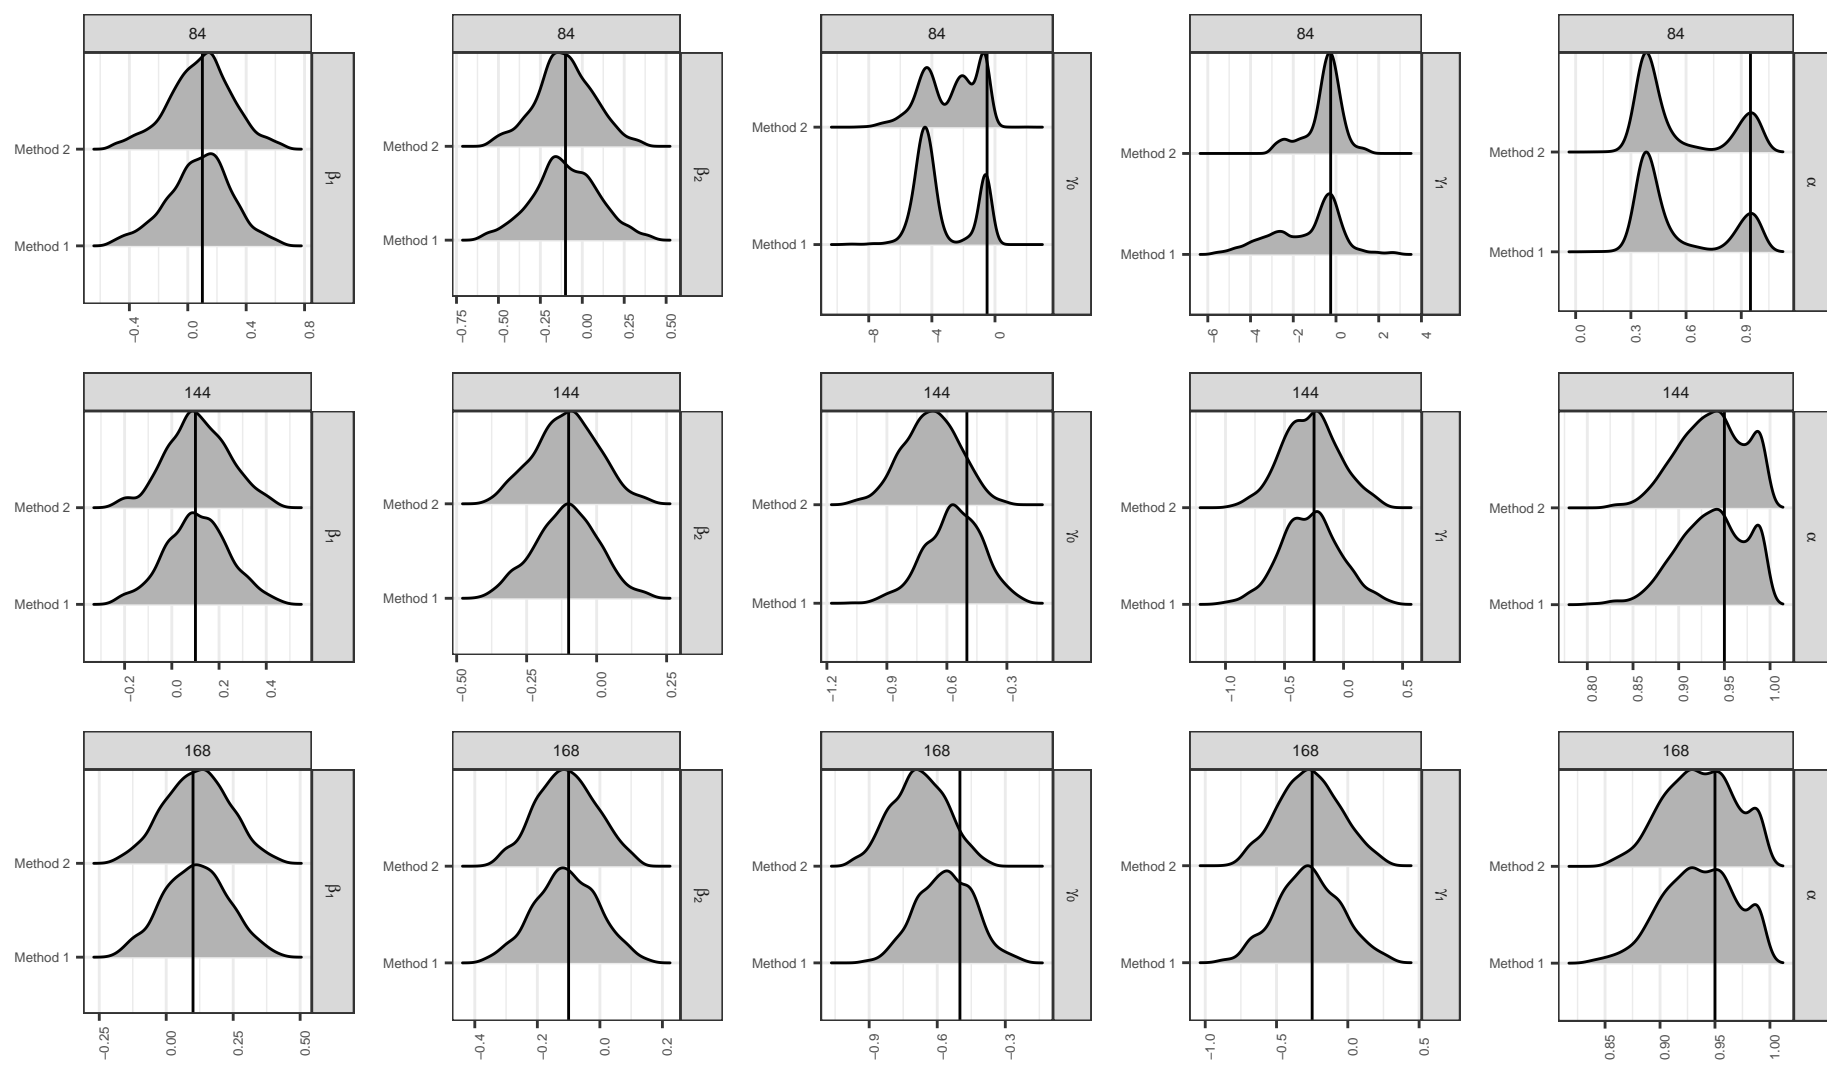 84
84
84
84
84
Method 2
Method 1
β1
−0.4
0.0
0.4
0.8
Method 2
Method 1
β2
−0.75
−0.50
−0.25
0.00
0.25
0.50
Method 2
Method 1
γ0
−8
−4
0
Method 2
Method 1
γ1
−6
−4
−2
0
2
4
Method 2
Method 1
α
0.0
0.3
0.6
0.9
144
144
144
144
144
Method 2
Method 1
β1
−0.2
0.0
0.2
0.4
Method 2
Method 1
β2
−0.50
−0.25
0.00
0.25
Method 2
Method 1
γ0
−1.2
−0.9
−0.6
−0.3
Method 2
Method 1
γ1
−1.0
−0.5
0.0
0.5
Method 2
Method 1
α
0.80
0.85
0.90
0.95
1.00
168
168
168
168
168
Method 2
Method 1
β1
−0.25
0.00
0.25
0.50
Method 2
Method 1
β2
−0.4
−0.2
0.0
0.2
Method 2
Method 1
γ0
−0.9
−0.6
−0.3
Method 2
Method 1
γ1
−1.0
−0.5
0.0
0.5
Method 2
Method 1
α
0.85
0.90
0.95
1.00